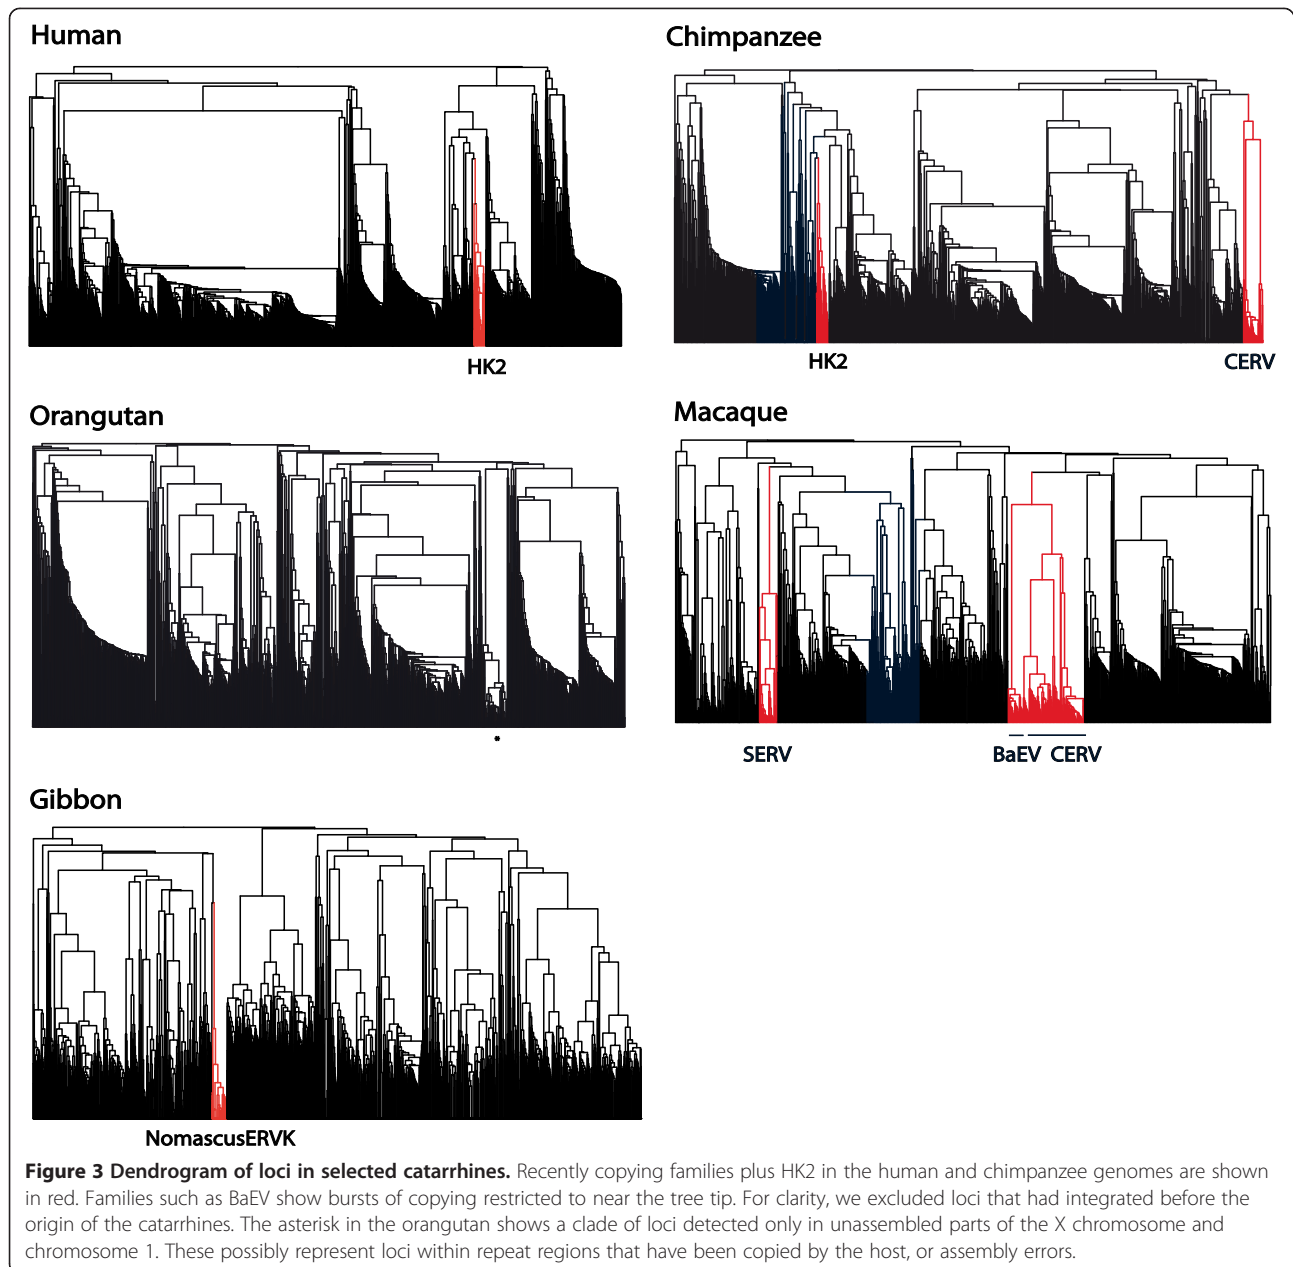 Human
Chimpanzee
HK2
HK2
CERV
Orangutan
Macaque
*
SERV
BaEV CERV
Gibbon
NomascusERVK
Figure 3 Dendrogram of loci in selected catarrhines. Recently copying families plus HK2 in the human and chimpanzee genomes are shown
in red. Families such as BaEV show bursts of copying restricted to near the tree tip. For clarity, we excluded loci that had integrated before the
origin of the catarrhines. The asterisk in the orangutan shows a clade of loci detected only in unassembled parts of the X chromosome and
chromosome 1. These possibly represent loci within repeat regions that have been copied by the host, or assembly errors.